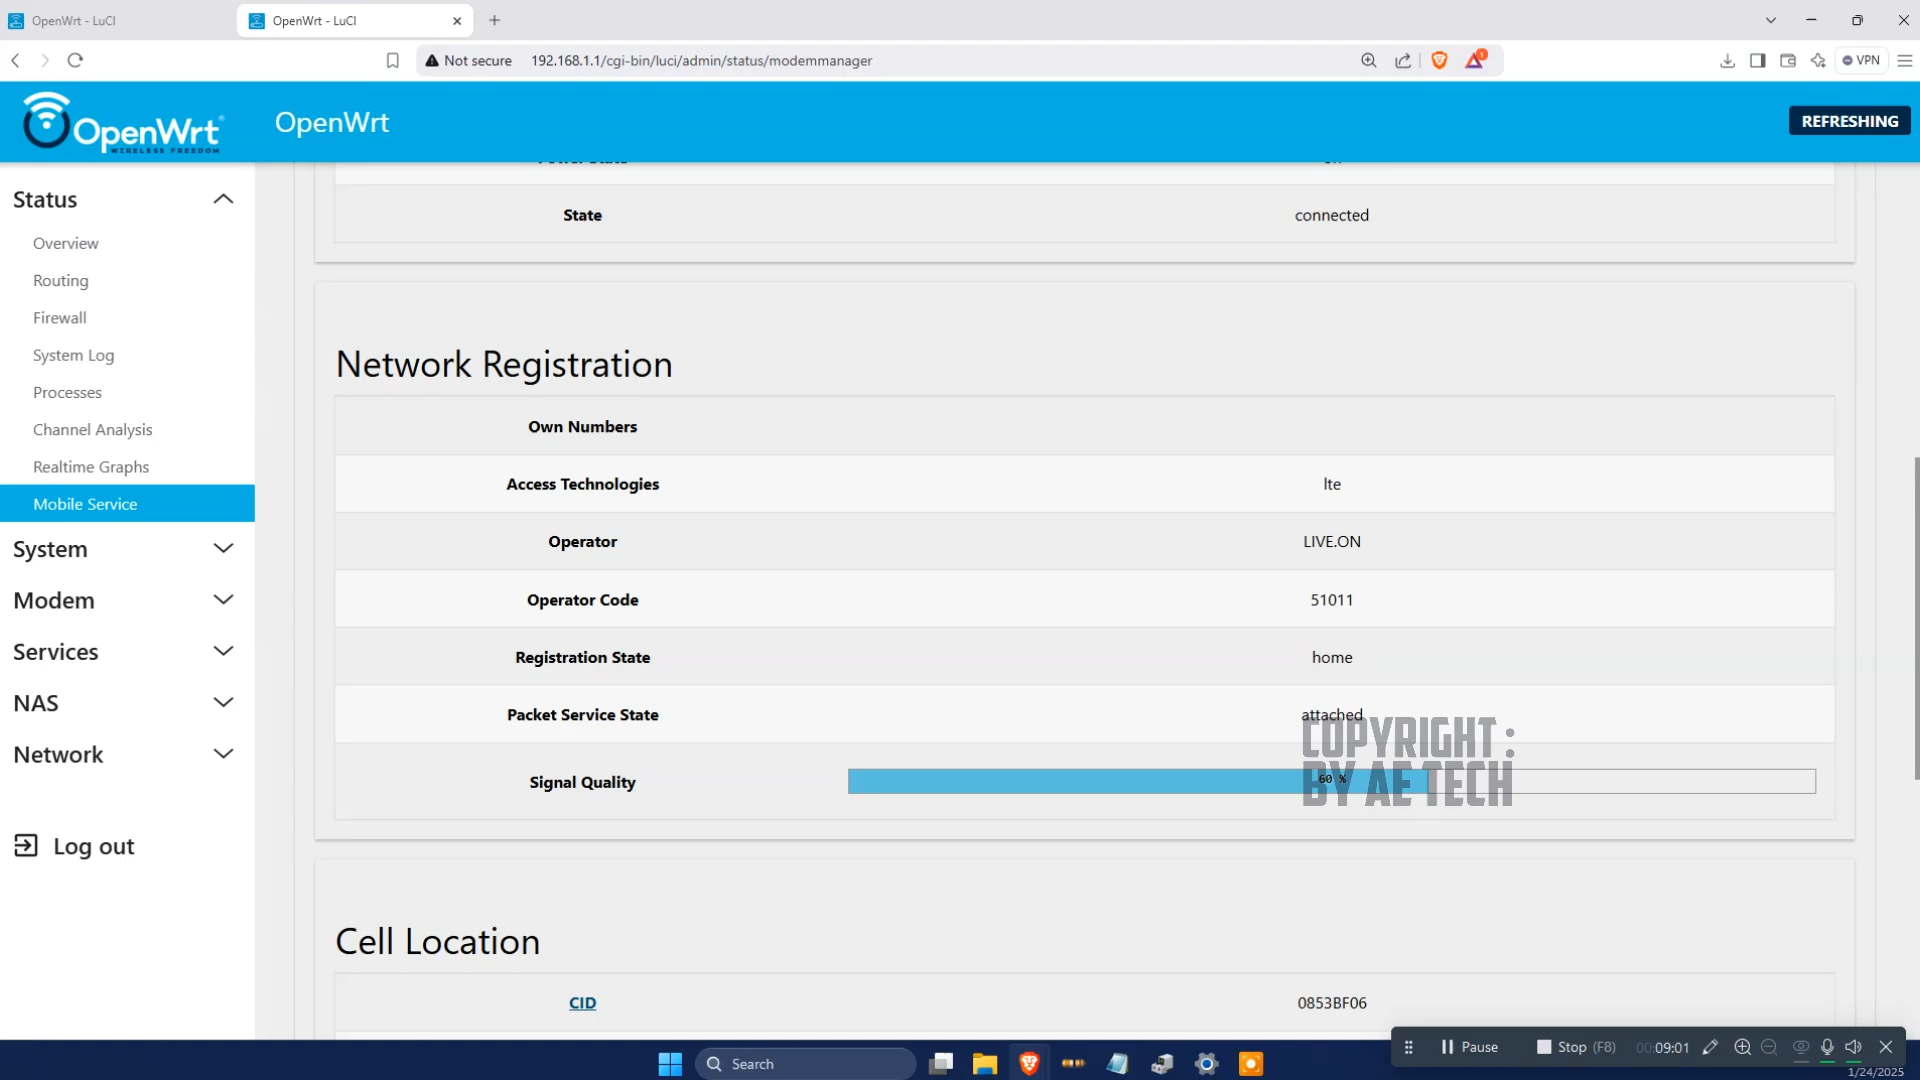 OpenWrt - LuCI
OpenWrt - LuCI
Not secure 192.168.1.1/cgi-bin/luci/admin/status/modemmanager
1
VPN
OpenWrt
WIRELESS FREEDOM
OpenWrt
REFRESHING
Status
Overview
Routing
Firewall
System Log
Processes
Channel Analysis
Realtime Graphs
Mobile Service
System
Modem
Services
NAS
Network
Log out
State connected
Network Registration
Own Numbers
Access Technologies lte
Operator LIVE.ON
Operator Code 51011
Registration State home
Packet Service State attached
Signal Quality 60 %
COPYRIGHT :
BY AE TECH
Cell Location
CID 0853BF06
Search
Pause Stop (F8) 00:09:01
1/24/2025